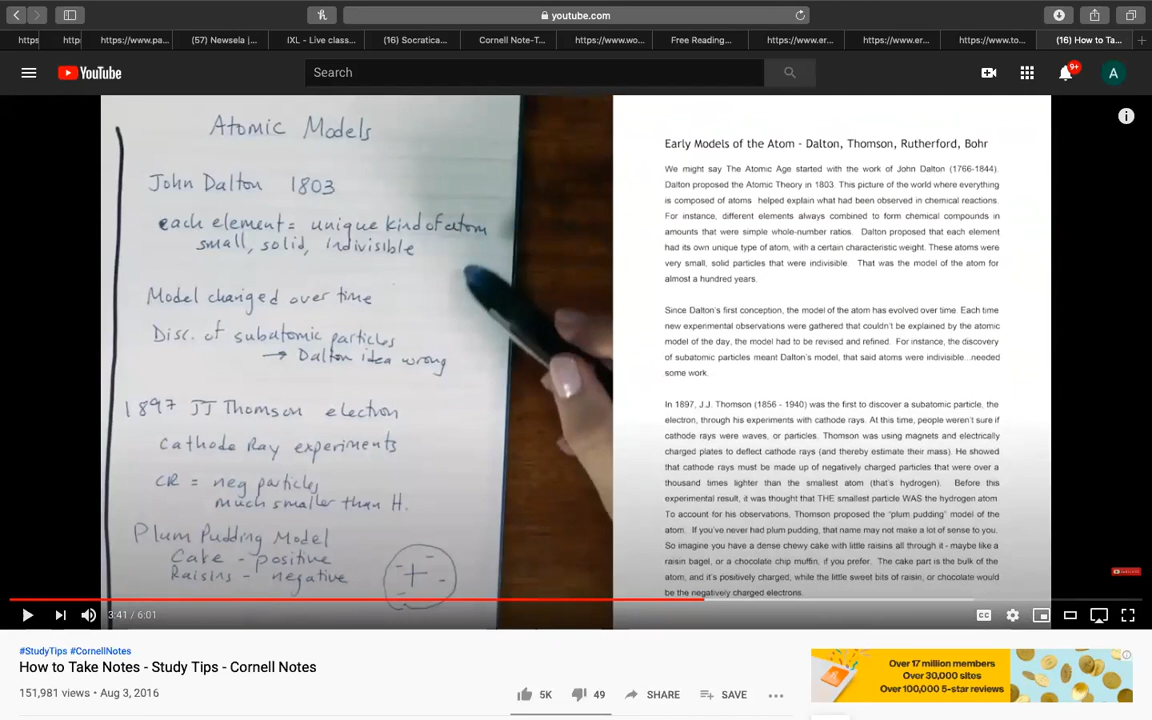 youtube.com
https
http
https://www.pa...
(57) Newsela |...
IXL - Live class...
(16) Socratica...
Cornell Note-T...
https://www.wo...
Free Reading...
https://www.er...
https://www.er...
https://www.to...
(16) How to Ta...
YouTube
Search
9+
A
Atomic Models
John Dalton 1803
each element = unique kind of atom
small, solid, indivisible
Model changed over time
Disc. of subatomic particles
→ Dalton idea wrong
1897 JJ Thomson electron
Cathode Ray experiments
CR = neg particles
much smaller than H.
Plum Pudding Model
Cake - positive
Raisins - negative
+
Early Models of the Atom - Dalton, Thomson, Rutherford, Bohr
We might say The Atomic Age started with the work of John Dalton (1766-1844).
Dalton proposed the Atomic Theory in 1803. This picture of the world where everything
is composed of atoms helped explain what had been observed in chemical reactions.
For instance, different elements always combined to form chemical compounds in
amounts that were simple whole-number ratios. Dalton proposed that each element
had its own unique type of atom, with a certain characteristic weight. These atoms were
very small, solid particles that were indivisible. That was the model of the atom for
almost a hundred years.
Since Dalton's first conception, the model of the atom has evolved over time. Each time
new experimental observations were gathered that couldn't be explained by the atomic
model of the day, the model had to be revised and refined. For instance, the discovery
of subatomic particles meant Dalton's model, that said atoms were indivisible...needed
some work.
In 1897, J.J. Thomson (1856 - 1940) was the first to discover a subatomic particle, the
electron, through his experiments with cathode rays. At this time, people weren't sure if
cathode rays were waves, or particles. Thomson was using magnets and electrically
charged plates to deflect cathode rays (and thereby estimate their mass). He showed
that cathode rays must be made up of negatively charged particles that were over a
thousand times lighter than the smallest atom (that's hydrogen). Before this
experimental result, it was thought that THE smallest particle WAS the hydrogen atom
To account for his observations, Thomson proposed the "plum pudding" model of the
atom. If you've never had plum pudding, that name may not make a lot of sense to you.
So imagine you have a dense chewy cake with little raisins all through it - maybe like a
raisin bagel, or a chocolate chip muffin, if you prefer. The cake part is the bulk of the
atom, and it's positively charged, while the little sweet bits of raisin, or chocolate would
be the negatively charged electrons.
3:41 / 6:01
CC
#StudyTips #CornellNotes
How to Take Notes - Study Tips - Cornell Notes
151,981 views • Aug 3, 2016
5K
49
SHARE
SAVE
Over 17 million members
Over 30,000 sites
Over 100,000 5-star reviews